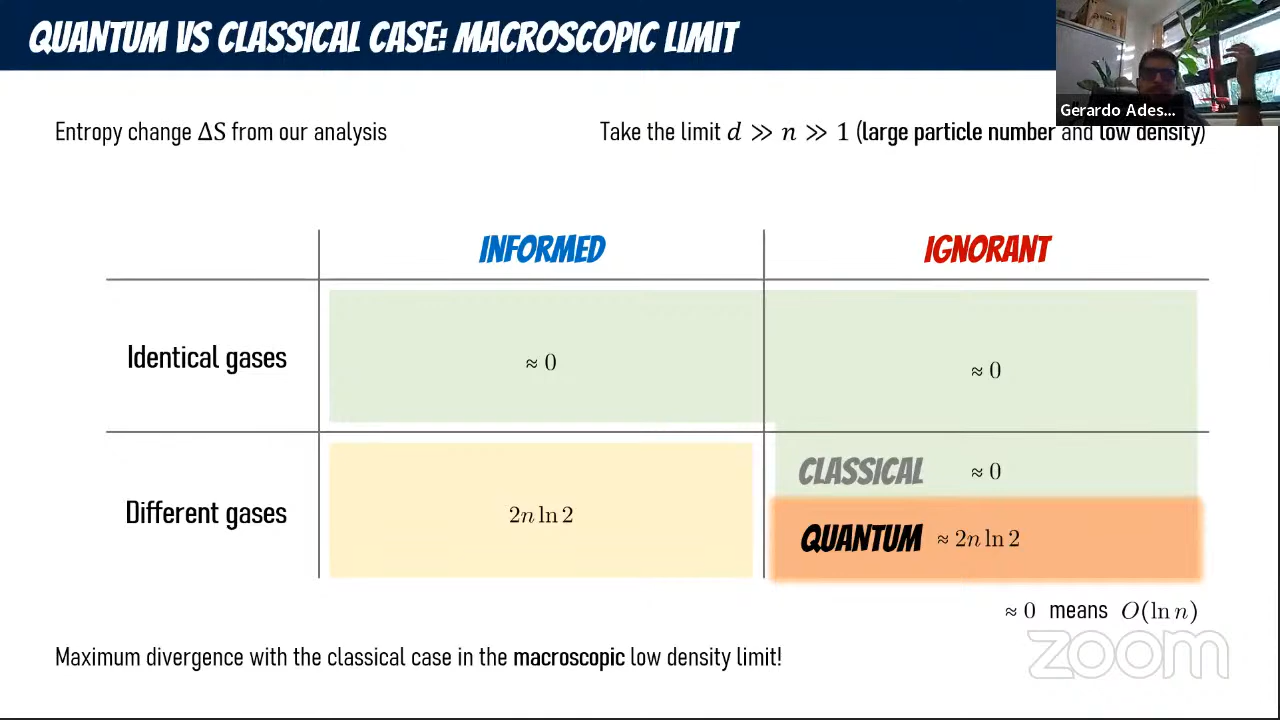 QUANTUM VS CLASSICAL CASE: MACROSCOPIC LIMIT
Gerardo Ades...
Entropy change ΔS from our analysis
Take the limit d ≫ n ≫ 1 (large particle number and low density)
INFORMED
IGNORANT
Identical gases
≈ 0
≈ 0
Different gases
2n ln 2
CLASSICAL ≈ 0
QUANTUM ≈ 2n ln 2
≈ 0 means O(ln n)
Maximum divergence with the classical case in the macroscopic low density limit!
zoom